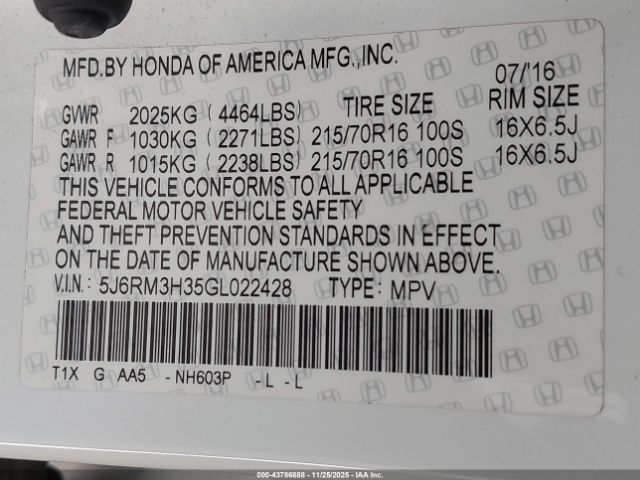 MFD.BY HONDA OF AMERICA MFG.,INC. 07/'16
GVWR 2025KG (4464LBS) TIRE SIZE RIM SIZE
GAWR F 1030KG (2271LBS) 215/70R16 100S 16X6.5J
GAWR R 1015KG (2238LBS) 215/70R16 100S 16X6.5J
THIS VEHICLE CONFORMS TO ALL APPLICABLE
FEDERAL MOTOR VEHICLE SAFETY
AND THEFT PREVENTION STANDARDS IN EFFECT
ON THE DATE OF MANUFACTURE SHOWN ABOVE.
V.I.N.: 5J6RM3H35GL022428 TYPE: MPV
T1X G AA5 -NH603P -L -L
000-43786888 - 11/25/2025 - IAA Inc.